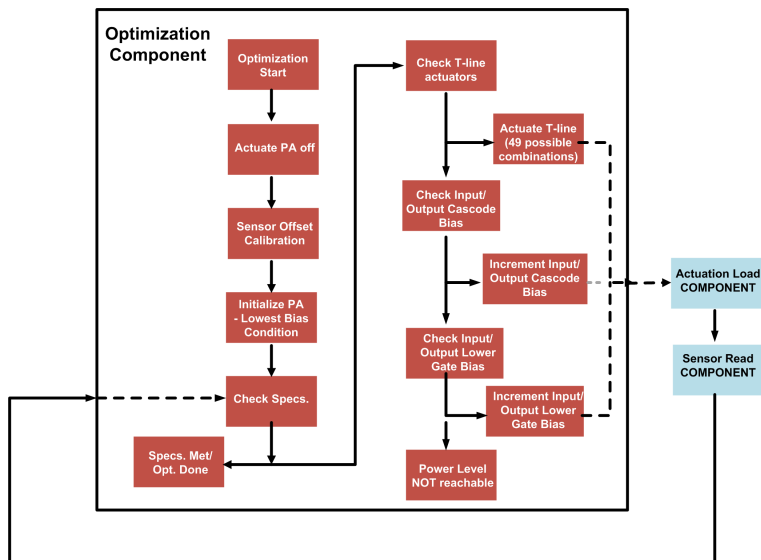 Optimization
Component
Optimization
Start
Actuate PA off
Sensor Offset
Calibration
Initialize PA
- Lowest Bias
Condition
Check Specs.
Specs. Met/
Opt. Done
Check T-line
actuators
Actuate T-line
(49 possible
combinations)
Check Input/
Output Cascode
Bias
Increment Input/
Output Cascode
Bias
Check Input/
Output Lower
Gate Bias
Increment Input/
Output Lower
Gate Bias
Power Level
NOT reachable
Actuation Load
COMPONENT
Sensor Read
COMPONENT